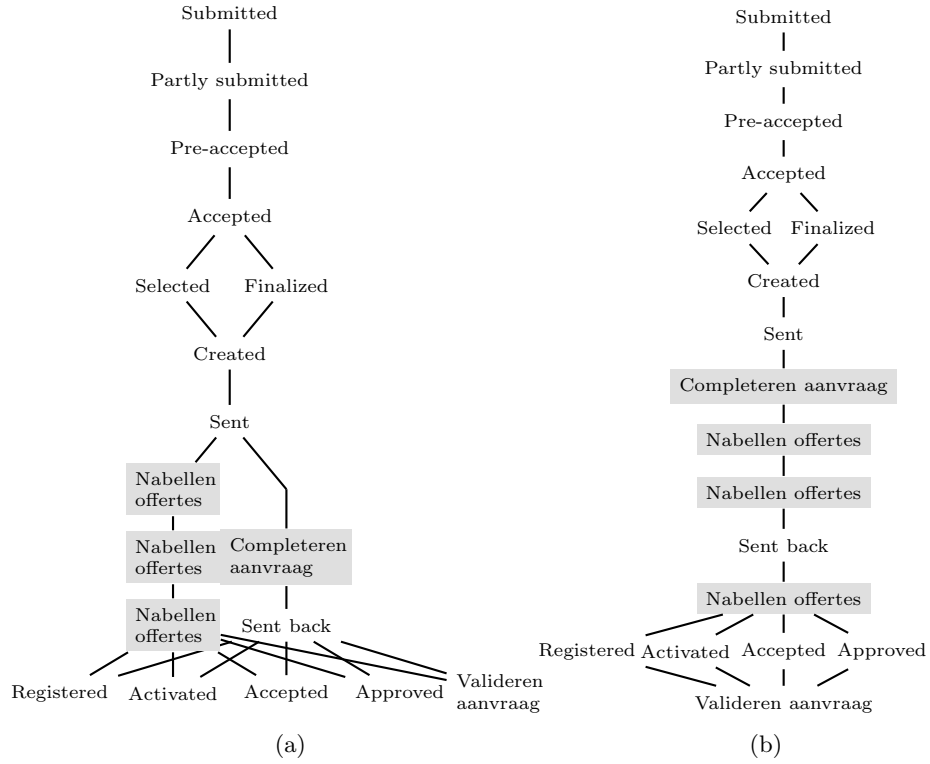 Submitted
Partly submitted
Pre-accepted
Accepted
Selected Finalized
Created
Sent
Nabellen
offertes
Nabellen
offertes
Completeren
aanvraag
Nabellen
offertes
Sent back
Registered Activated Accepted Approved Valideren
aanvraag
(a)
Submitted
Partly submitted
Pre-accepted
Accepted
Selected Finalized
Created
Sent
Completeren aanvraag
Nabellen offertes
Nabellen offertes
Sent back
Nabellen offertes
Registered Activated Accepted Approved
Valideren aanvraag
(b)